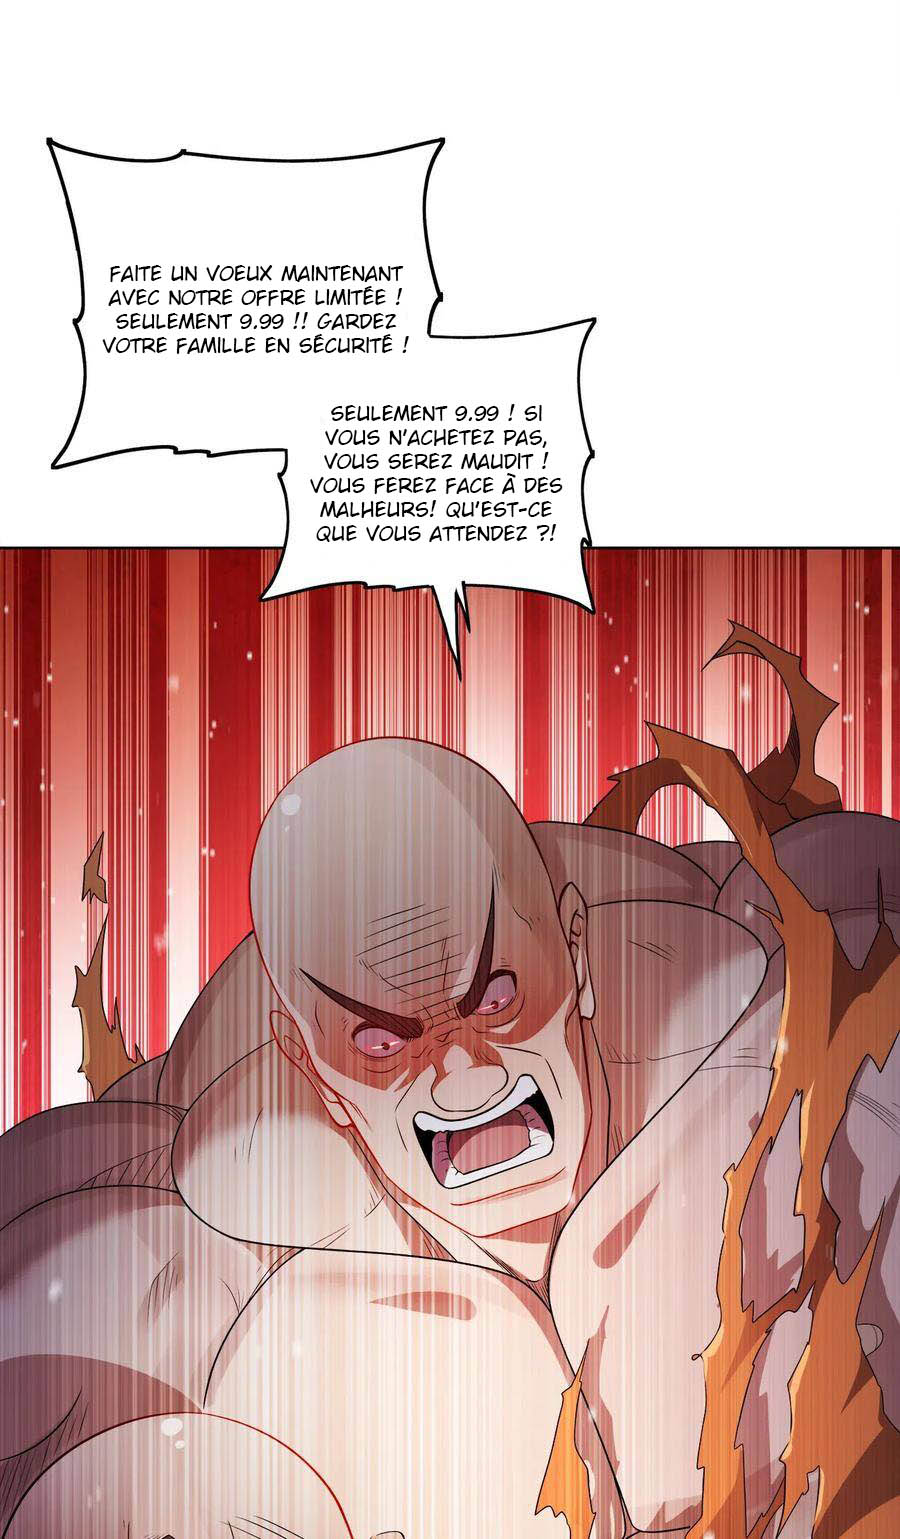 FAITE UN VOEUX MAINTENANT
AVEC NOTRE OFFRE LIMITÉE !
SEULEMENT 9.99 !! GARDEZ
VOTRE FAMILLE EN SÉCURITÉ !
SEULEMENT 9.99 ! SI
VOUS N'ACHETEZ PAS,
VOUS SEREZ MAUDIT !
VOUS FEREZ FACE À DES
MALHEURS! QU'EST-CE
QUE VOUS ATTENDEZ ?!